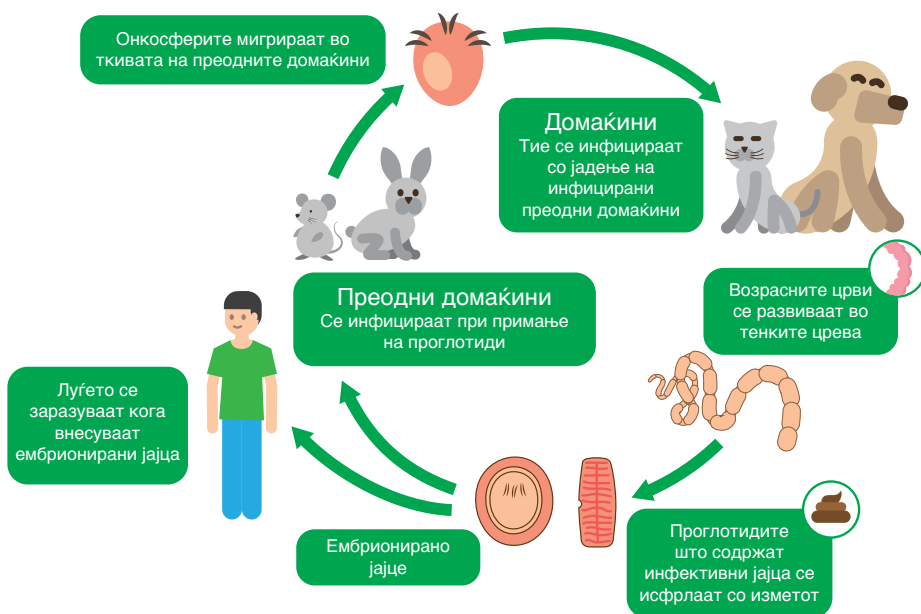 Онкосферите мигрираат во
ткивата на преодните домаќини
Домаќини
Тие се инфицираат
со јадење на
инфицирани
преодни домаќини
Возрасните црви
се развиваат во
тенките црева
Преодни домаќини
Се инфицираат при примање
на проглотиди
Луѓето се
заразуваат кога
внесуваат
ембрионирани јајца
Ембрионирано
јајце
Проглотидите
што содржат
инфективни јајца се
исфрлаат со изметот